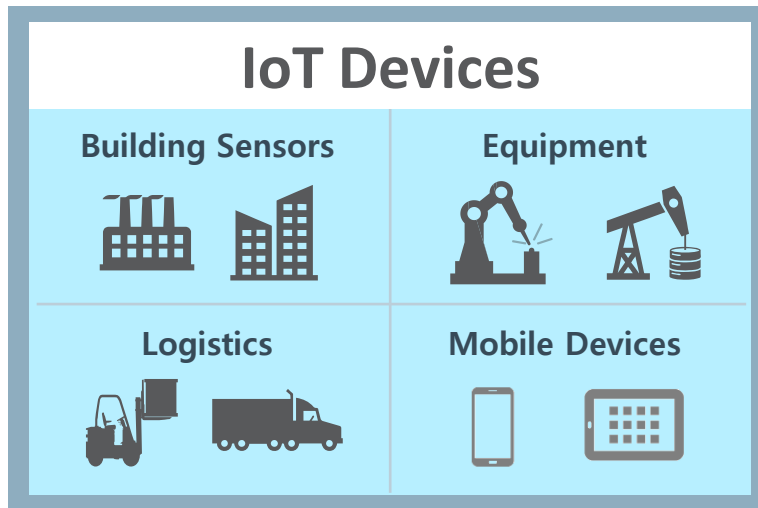 IoT Devices
Building Sensors
Equipment
Logistics
Mobile Devices